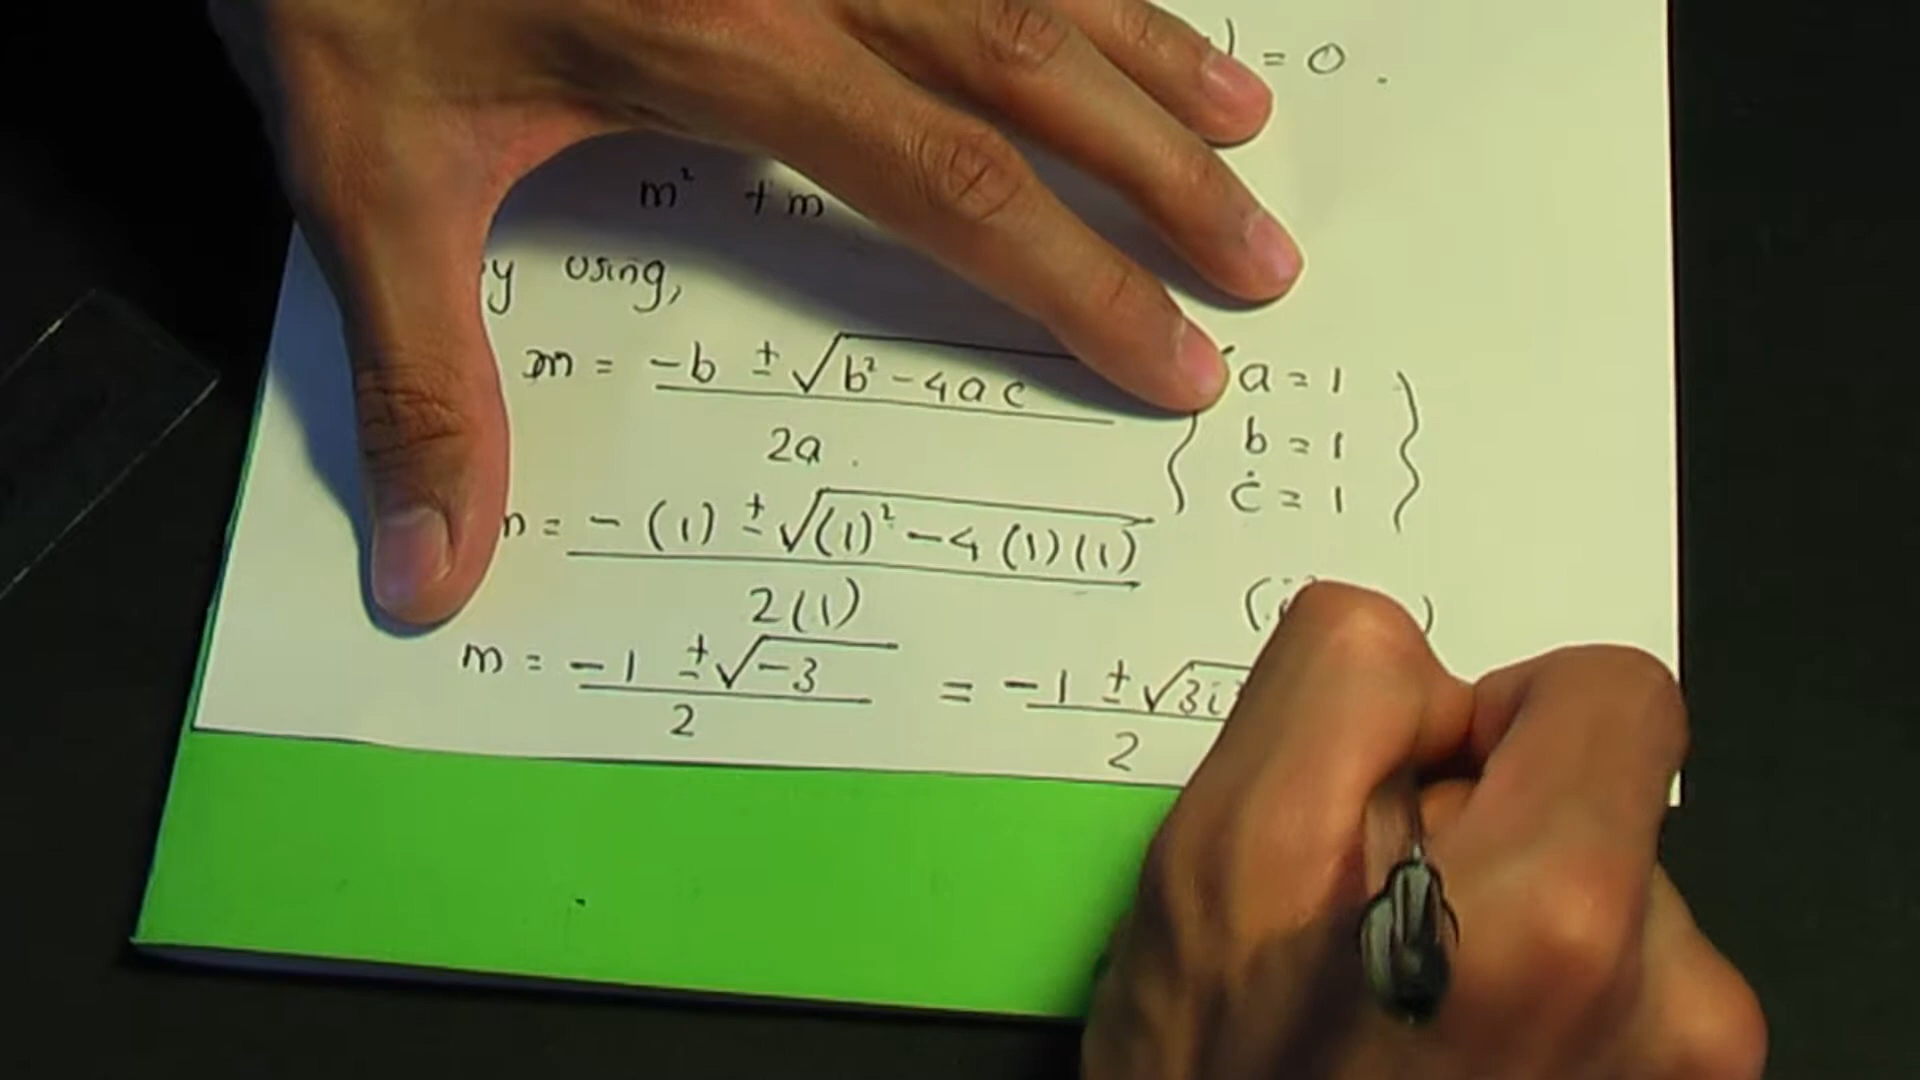 ) = 0 .
m² + m
y using,
m = -b ± √(b² - 4ac) / 2a .
{ a = 1
b = 1
c = 1 }
= -(1) ± √((1)² - 4(1)(1)) / 2(1)
m = -1 ± √-3 / 2 = -1 ± √3i / 2